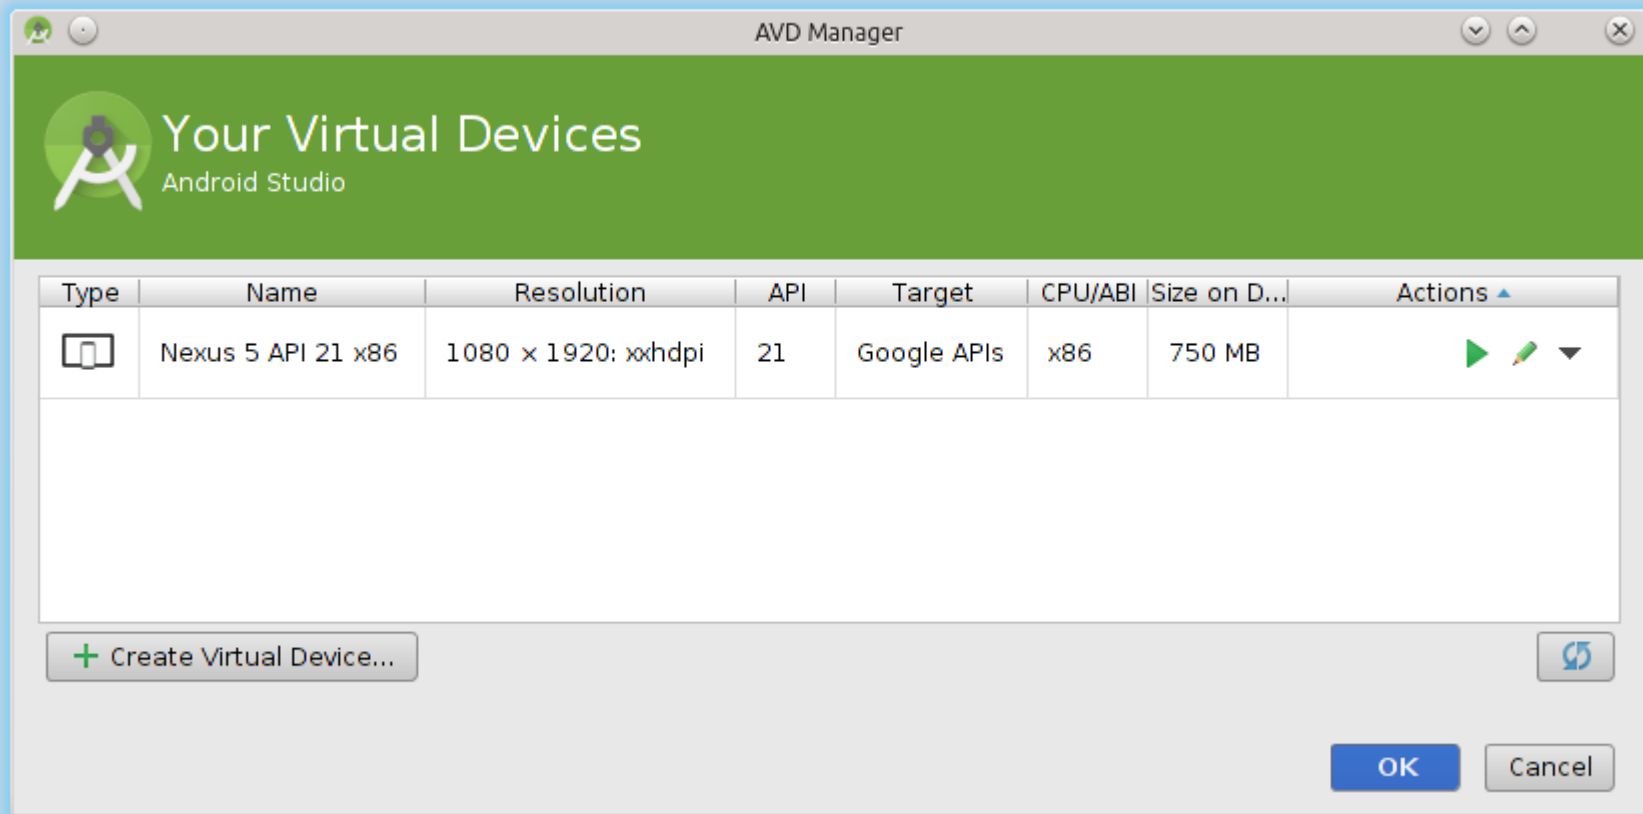 AVD Manager
Your Virtual Devices
Android Studio
Type Name Resolution API Target CPU/ABI Size on D... Actions
Nexus 5 API 21 x86 1080 × 1920: xxhdpi 21 Google APIs x86 750 MB
Create Virtual Device...
OK Cancel